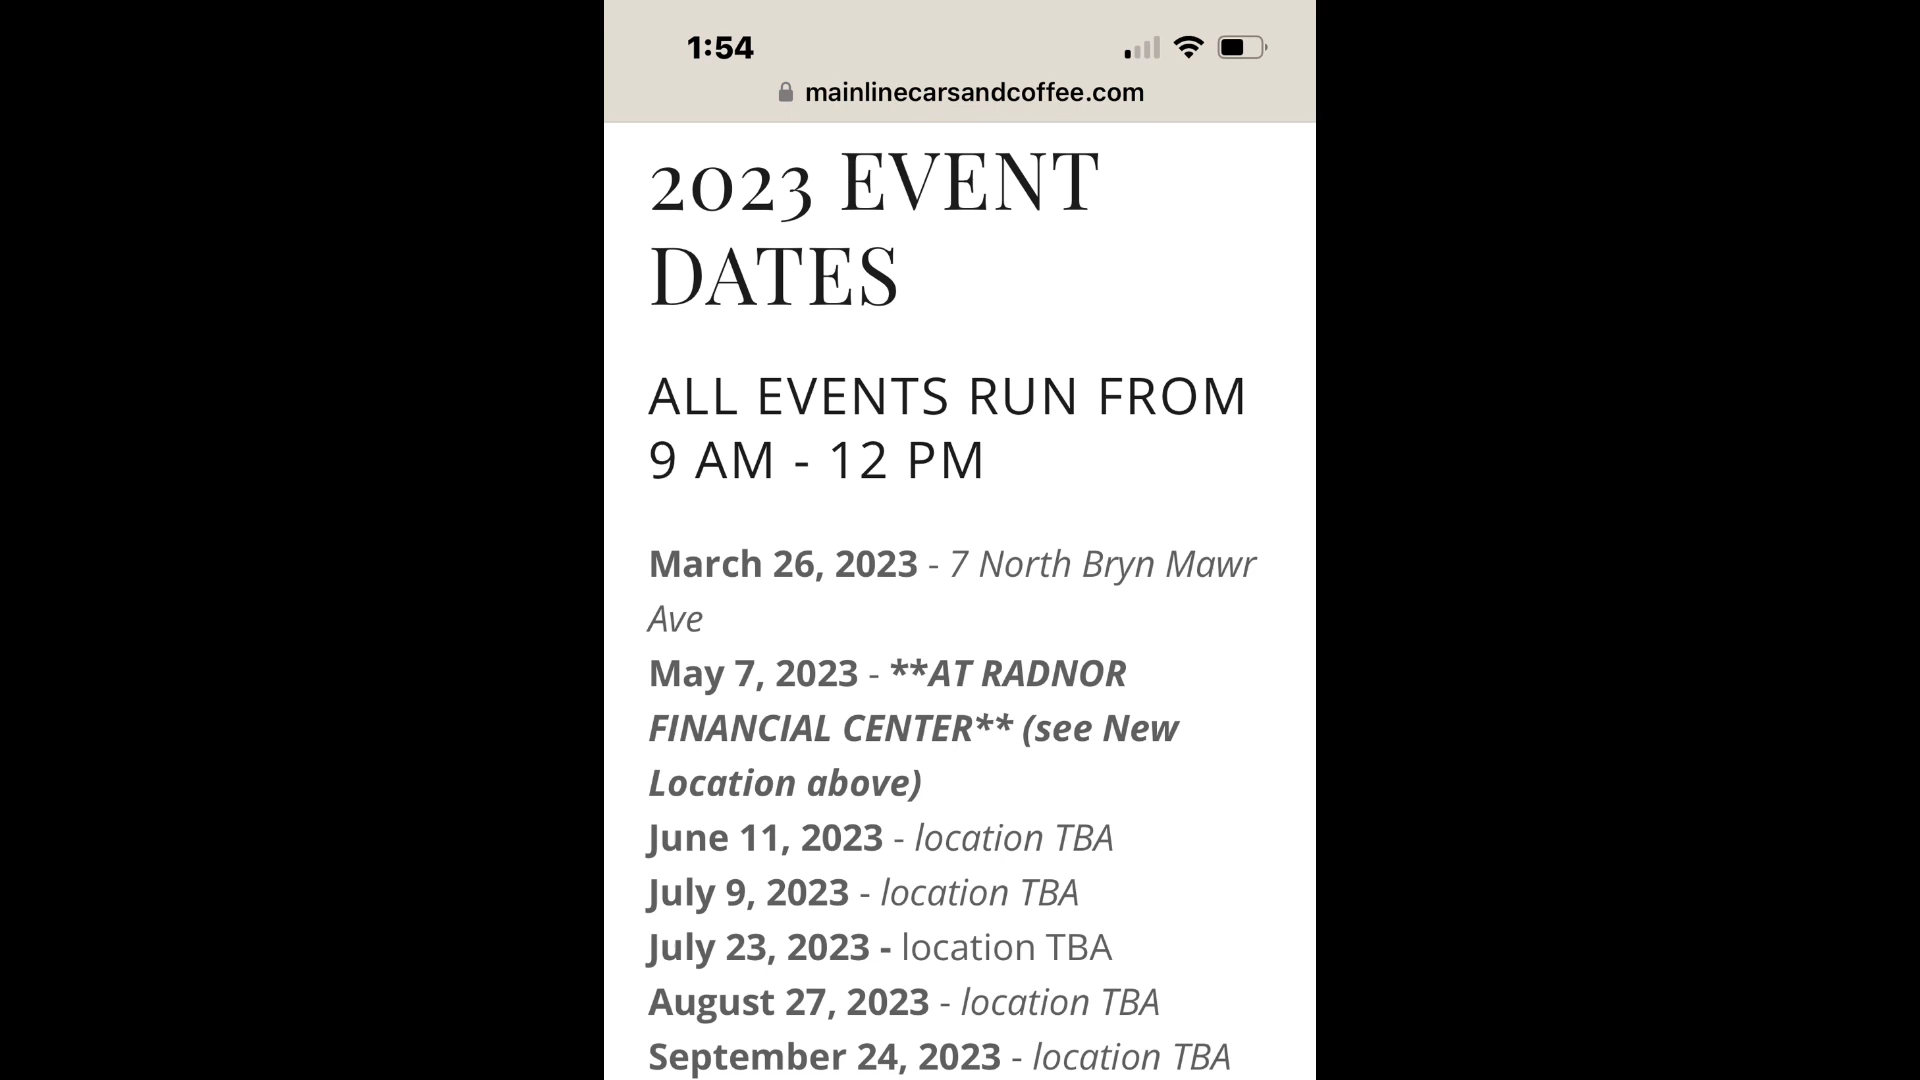 1:54
mainlinecarsandcoffee.com
2023 EVENT
DATES
ALL EVENTS RUN FROM
9 AM - 12 PM
March 26, 2023 - 7 North Bryn Mawr
Ave
May 7, 2023 - **AT RADNOR
FINANCIAL CENTER** (see New
Location above)
June 11, 2023 - location TBA
July 9, 2023 - location TBA
July 23, 2023 - location TBA
August 27, 2023 - location TBA
September 24, 2023 - location TBA